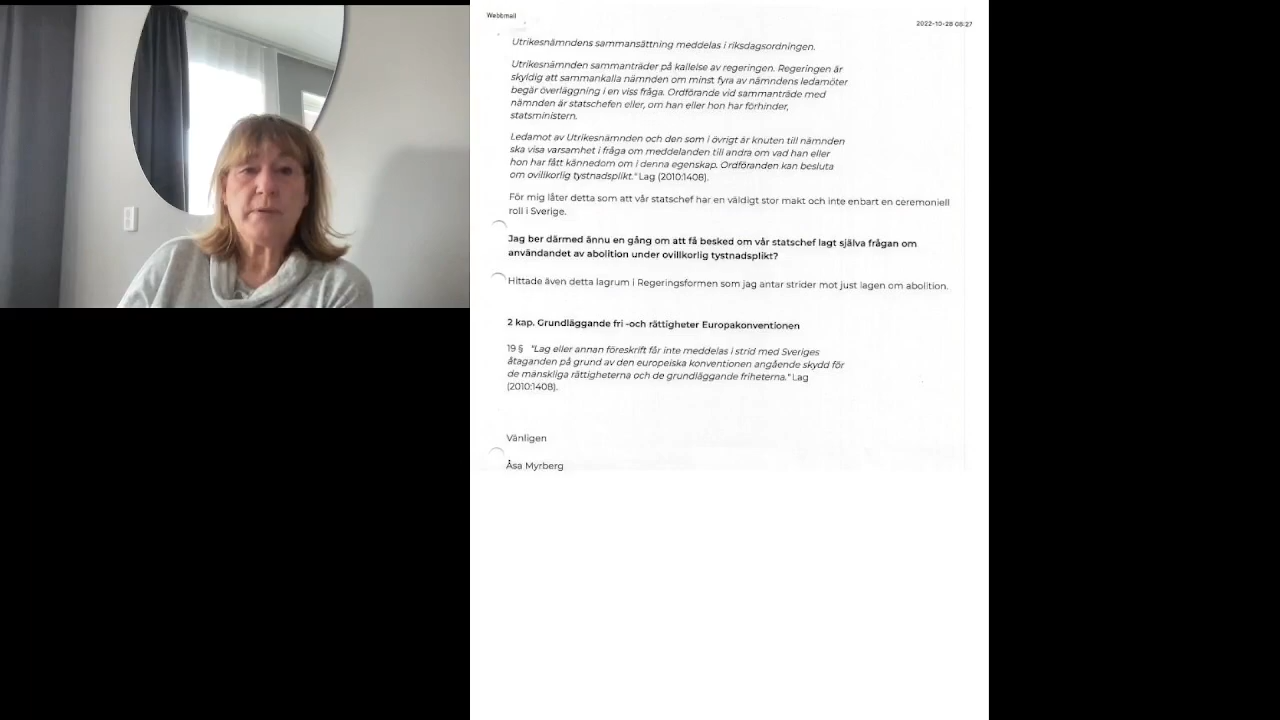 Webbmail
2022-10-28 08:27
Utrikesnämndens sammansättning meddelas i riksdagsordningen.
Utrikesnämnden sammanträder på kallelse av regeringen. Regeringen är
skyldig att sammankalla nämnden om minst fyra av nämndens ledamöter
begär överläggning i en viss fråga. Ordförande vid sammanträde med
nämnden är statschefen eller, om han eller hon har förhinder,
statsministern.
Ledamot av Utrikesnämnden och den som i övrigt är knuten till nämnden
ska visa varsamhet i fråga om meddelanden till andra om vad han eller
hon har fått kännedom om i denna egenskap. Ordföranden kan besluta
om ovillkorlig tystnadsplikt." Lag (2010:1408).
För mig låter detta som att vår statschef har en väldigt stor makt och inte enbart en ceremoniell
roll i Sverige.
Jag ber därmed ännu en gång om att få besked om vår statschef lagt själva frågan om
användandet av abolition under ovillkorlig tystnadsplikt?
Hittade även detta lagrum i Regeringsformen som jag antar strider mot just lagen om abolition.
2 kap. Grundläggande fri -och rättigheter Europakonventionen
19 § "Lag eller annan föreskrift får inte meddelas i strid med Sveriges
åtaganden på grund av den europeiska konventionen angående skydd för
de mänskliga rättigheterna och de grundläggande friheterna." Lag
(2010:1408).
Vänligen
Åsa Myrberg